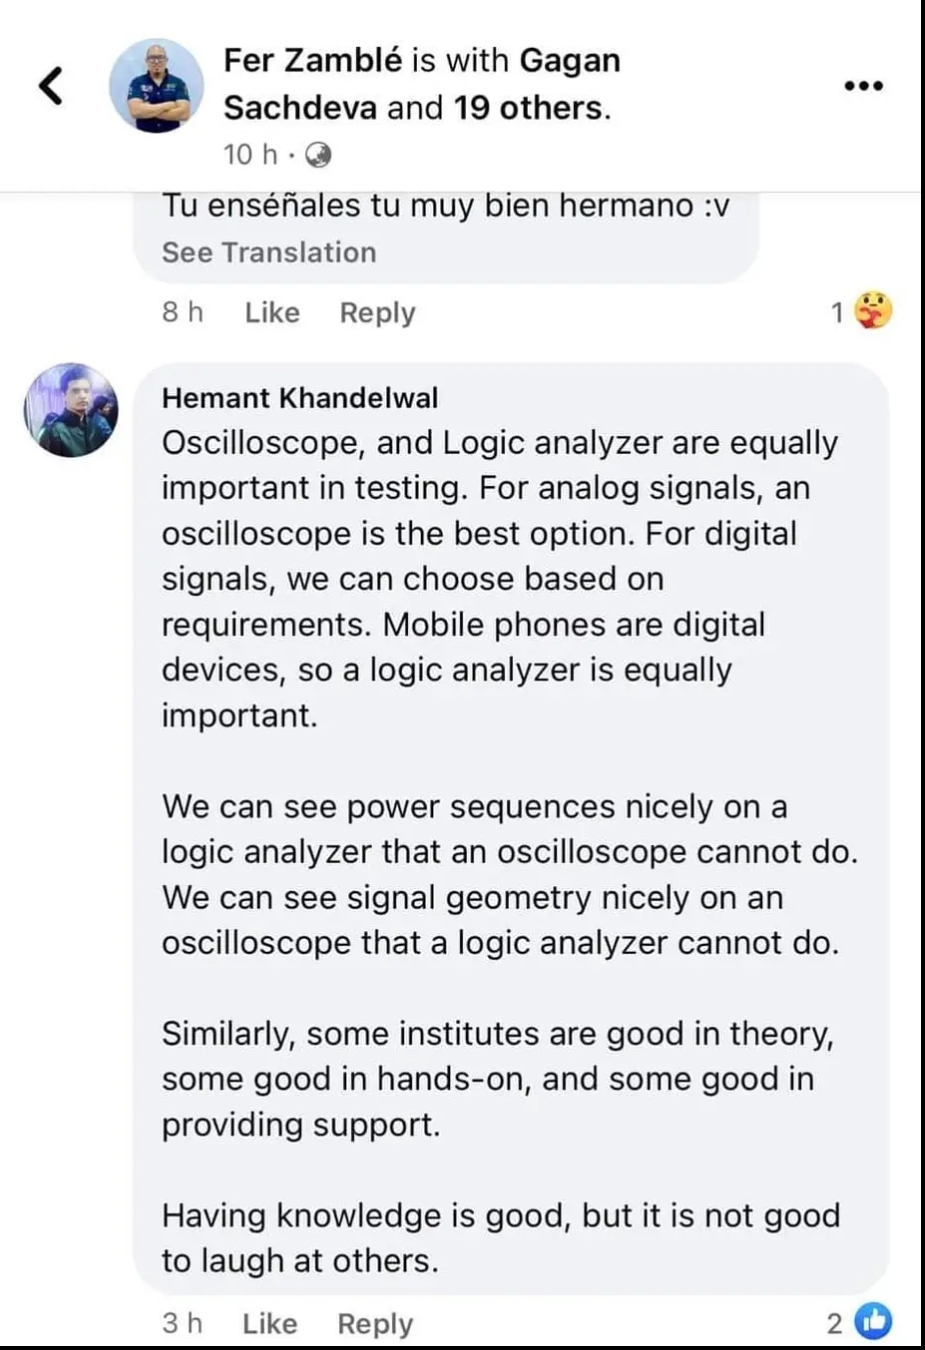 Fer Zamblé is with Gagan
Sachdeva and 19 others.
10 h ·
Tu enséñales tu muy bien hermano :v
See Translation
8 h Like Reply 1
Hemant Khandelwal
Oscilloscope, and Logic analyzer are equally
important in testing. For analog signals, an
oscilloscope is the best option. For digital
signals, we can choose based on
requirements. Mobile phones are digital
devices, so a logic analyzer is equally
important.
We can see power sequences nicely on a
logic analyzer that an oscilloscope cannot do.
We can see signal geometry nicely on an
oscilloscope that a logic analyzer cannot do.
Similarly, some institutes are good in theory,
some good in hands-on, and some good in
providing support.
Having knowledge is good, but it is not good
to laugh at others.
3 h Like Reply 2